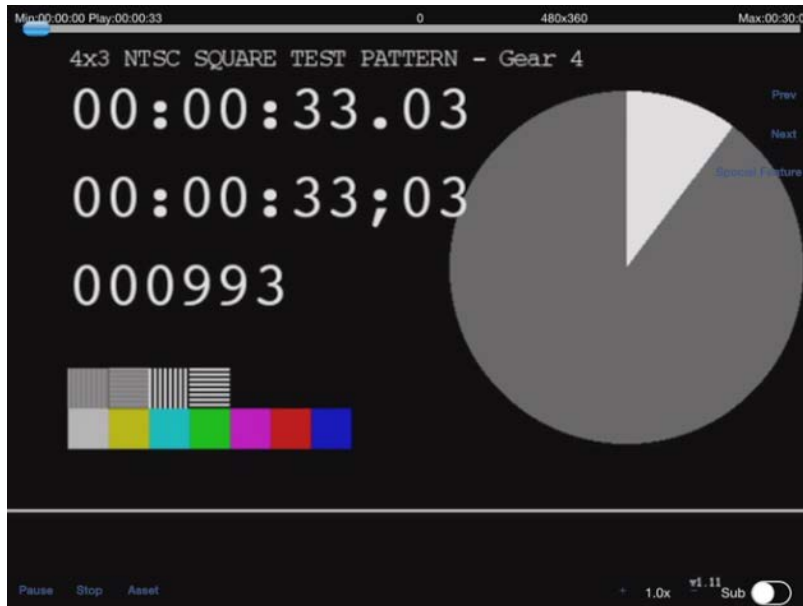 Min:00:00:00 Play:00:00:33 0 480x360 Max:00:30:0
4x3 NTSC SQUARE TEST PATTERN - Gear 4
00:00:33.03
Prev
Next
Special Feature
00:00:33;03
000993
Pause Stop Asset + 1.0x - v1.11 Sub